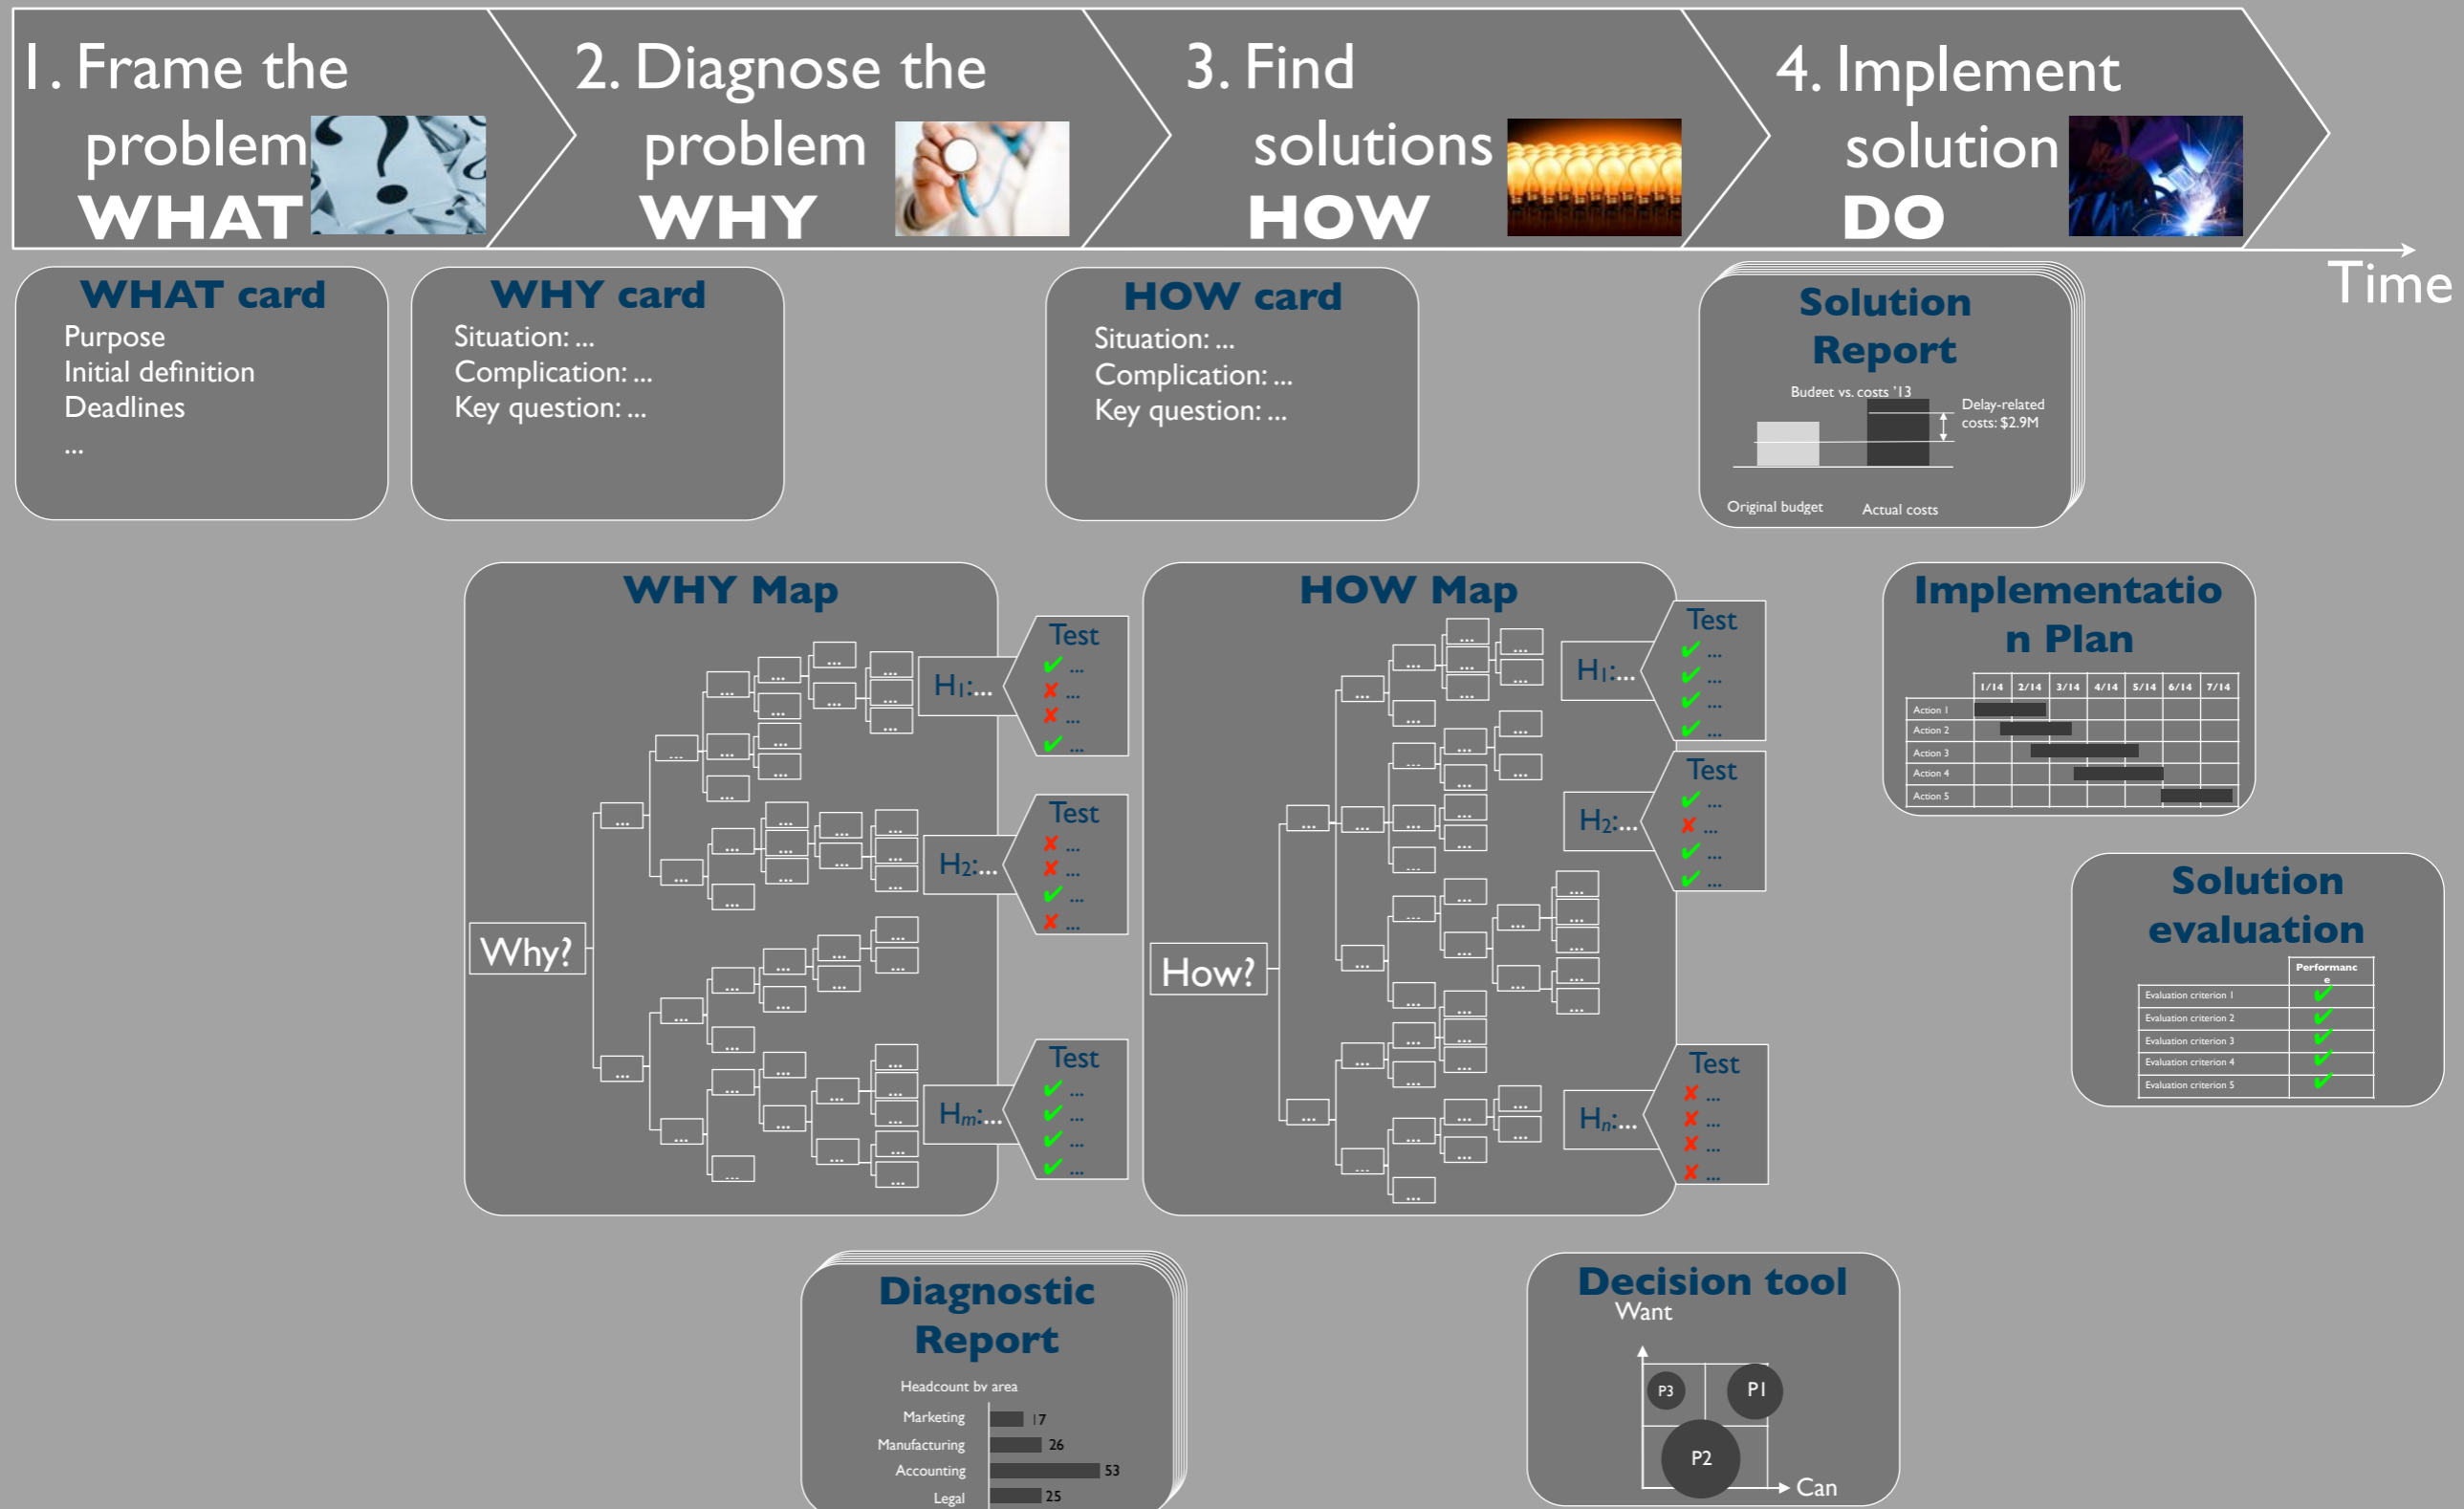 1. Frame the
problem
WHAT
2. Diagnose the
problem
WHY
3. Find
solutions
HOW
4. Implement
solution
DO
Time
WHAT card
Purpose
Initial definition
Deadlines
...
WHY card
Situation: ...
Complication: ...
Key question: ...
HOW card
Situation: ...
Complication: ...
Key question: ...
Solution
Report
Budget vs. costs '13
Delay-related
costs: $2.9M
Original budget
Actual costs
WHY Map
Why?
H1:...
Test
✔ ...
✘ ...
✘ ...
✔ ...
H2:...
Test
✘ ...
✘ ...
✔ ...
✘ ...
Hm:...
Test
✔ ...
✔ ...
✔ ...
✔ ...
HOW Map
How?
H1:...
Test
✔ ...
✔ ...
✔ ...
✔ ...
H2:...
Test
✔ ...
✘ ...
✔ ...
✔ ...
Hn:...
Test
✘ ...
✘ ...
✘ ...
✘ ...
Implementatio
n Plan
1/14 2/14 3/14 4/14 5/14 6/14 7/14
Action 1
Action 2
Action 3
Action 4
Action 5
Solution
evaluation
Performanc
e
Evaluation criterion 1 ✔
Evaluation criterion 2 ✔
Evaluation criterion 3 ✔
Evaluation criterion 4 ✔
Evaluation criterion 5 ✔
Diagnostic
Report
Headcount by area
Marketing 17
Manufacturing 26
Accounting 53
Legal 25
Decision tool
Want
P3
P1
P2
Can